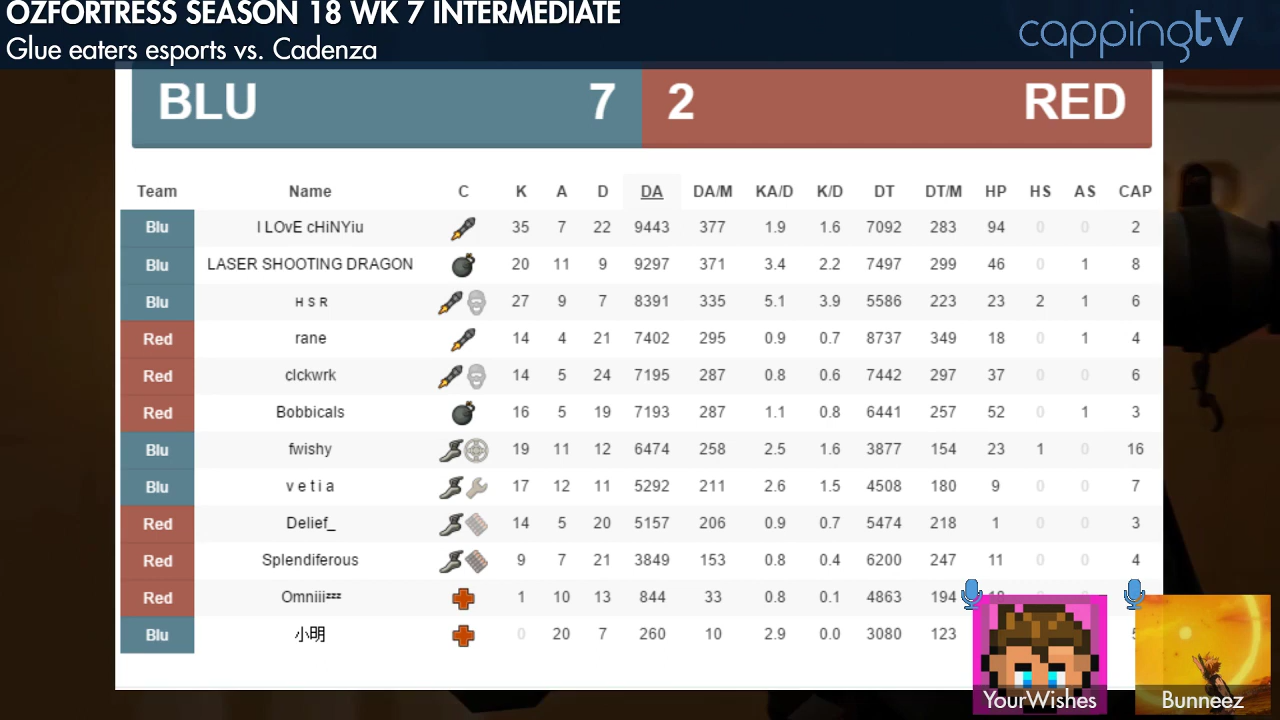 OZFORTRESS SEASON 18 WK 7 INTERMEDIATE
Glue eaters esports vs. Cadenza
cappingtv
BLU 7 2 RED
Team Name C K A D DA DA/M KA/D K/D DT DT/M HP HS AS CAP
Blu I LOvE cHiNYiu 35 7 22 9443 377 1.9 1.6 7092 283 94 0 0 2
Blu LASER SHOOTING DRAGON 20 11 9 9297 371 3.4 2.2 7497 299 46 0 1 8
Blu ʜ s ʀ 27 9 7 8391 335 5.1 3.9 5586 223 23 2 1 6
Red rane 14 4 21 7402 295 0.9 0.7 8737 349 18 0 1 4
Red clckwrk 14 5 24 7195 287 0.8 0.6 7442 297 37 0 0 6
Red Bobbicals 16 5 19 7193 287 1.1 0.8 6441 257 52 0 1 3
Blu fwishy 19 11 12 6474 258 2.5 1.6 3877 154 23 1 0 16
Blu v e t i a 17 12 11 5292 211 2.6 1.5 4508 180 9 0 0 7
Red Delief_ 14 5 20 5157 206 0.9 0.7 5474 218 1 0 0 3
Red Splendiferous 9 7 21 3849 153 0.8 0.4 6200 247 11 0 0 4
Red Omniiiᶻᶻᶻ 1 10 13 844 33 0.8 0.1 4863 194
Blu 小明 0 20 7 260 10 2.9 0.0 3080 123
YourWishes
Bunneez